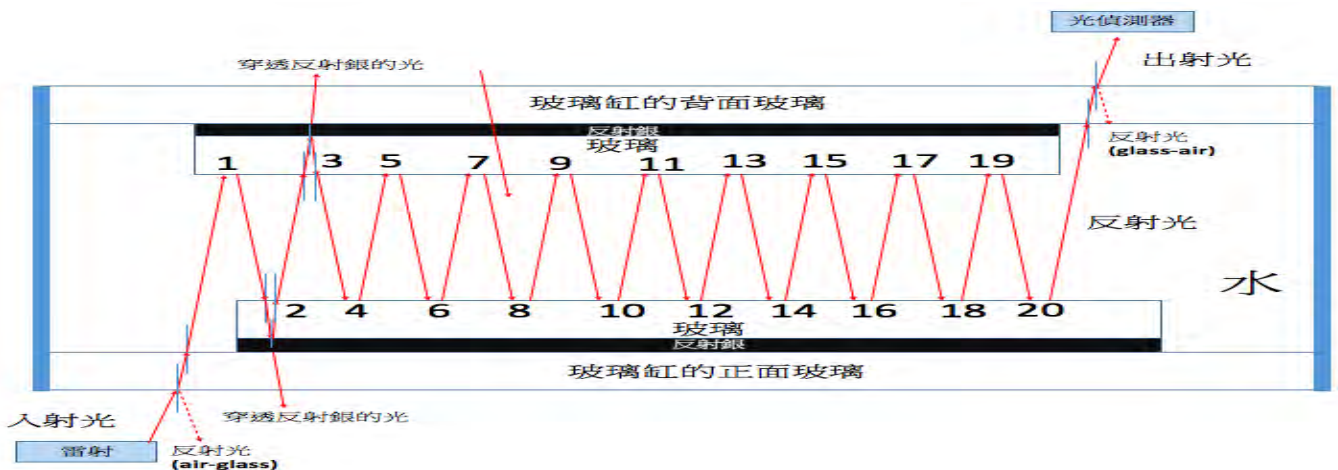 光偵測器
穿透反射銀的光
出射光
玻璃缸的背面玻璃
反射銀
玻璃
反射光
(glass-air)
1 3 5 7 9 11 13 15 17 19
反射光
水
2 4 6 8 10 12 14 16 18 20
玻璃
反射銀
玻璃缸的正面玻璃
入射光
穿透反射銀的光
雷射
反射光
(air-glass)